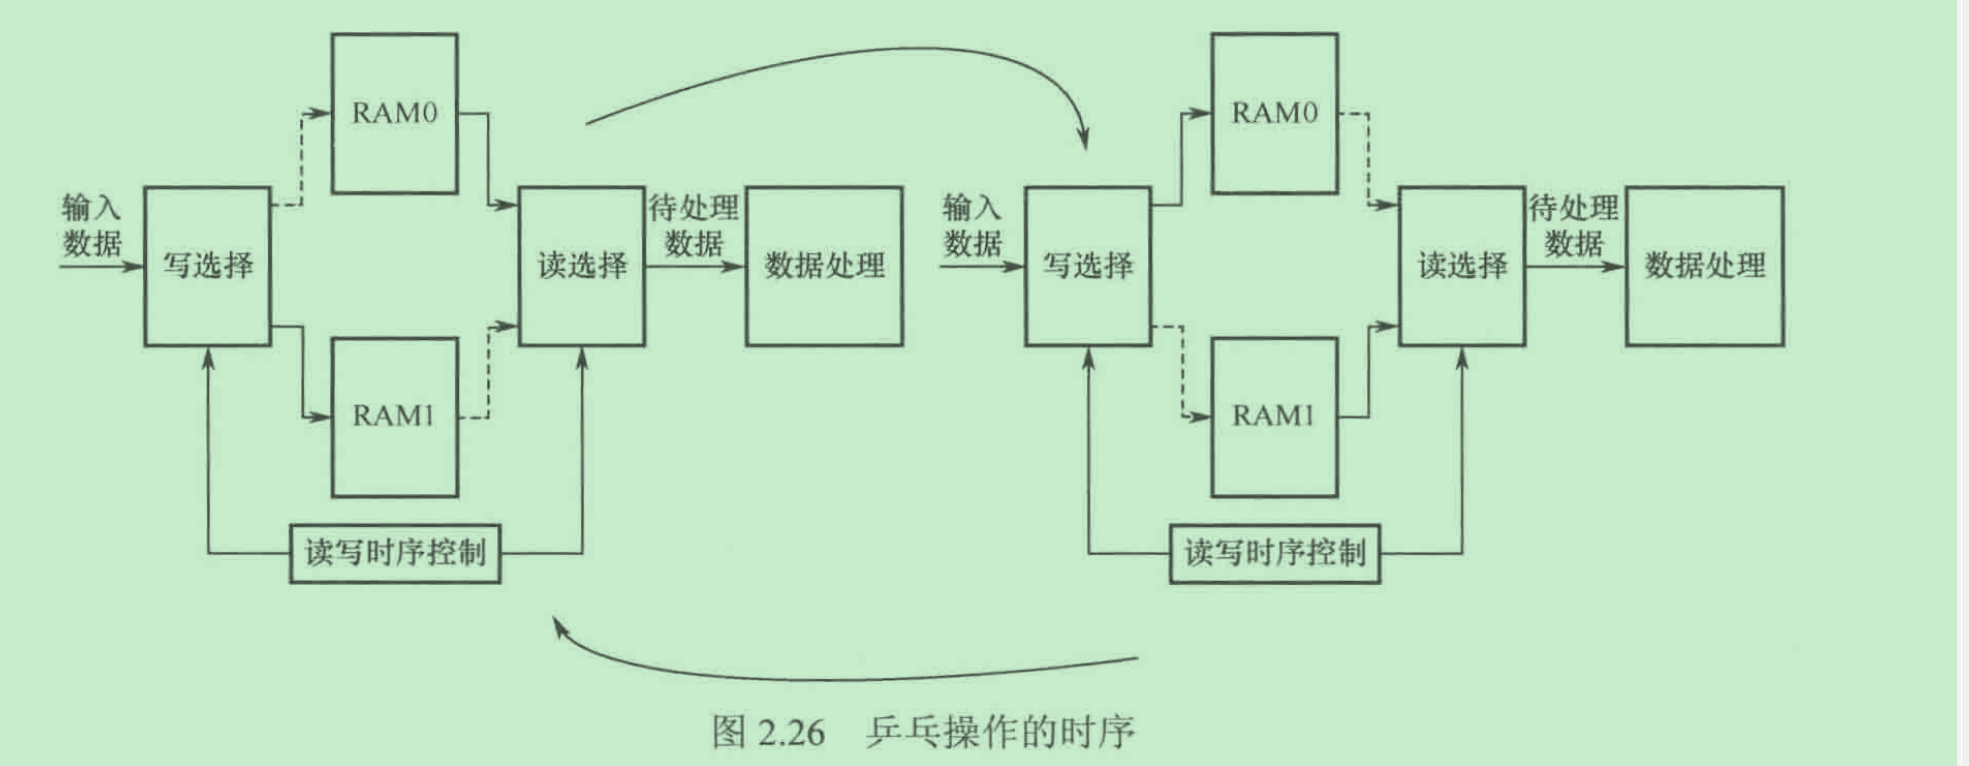 RAM0
输入
数据
写选择
读选择
待处理
数据
数据处理
RAM1
读写时序控制
RAM0
输入
数据
写选择
读选择
待处理
数据
数据处理
RAM1
读写时序控制
图 2.26 乒乓操作的时序